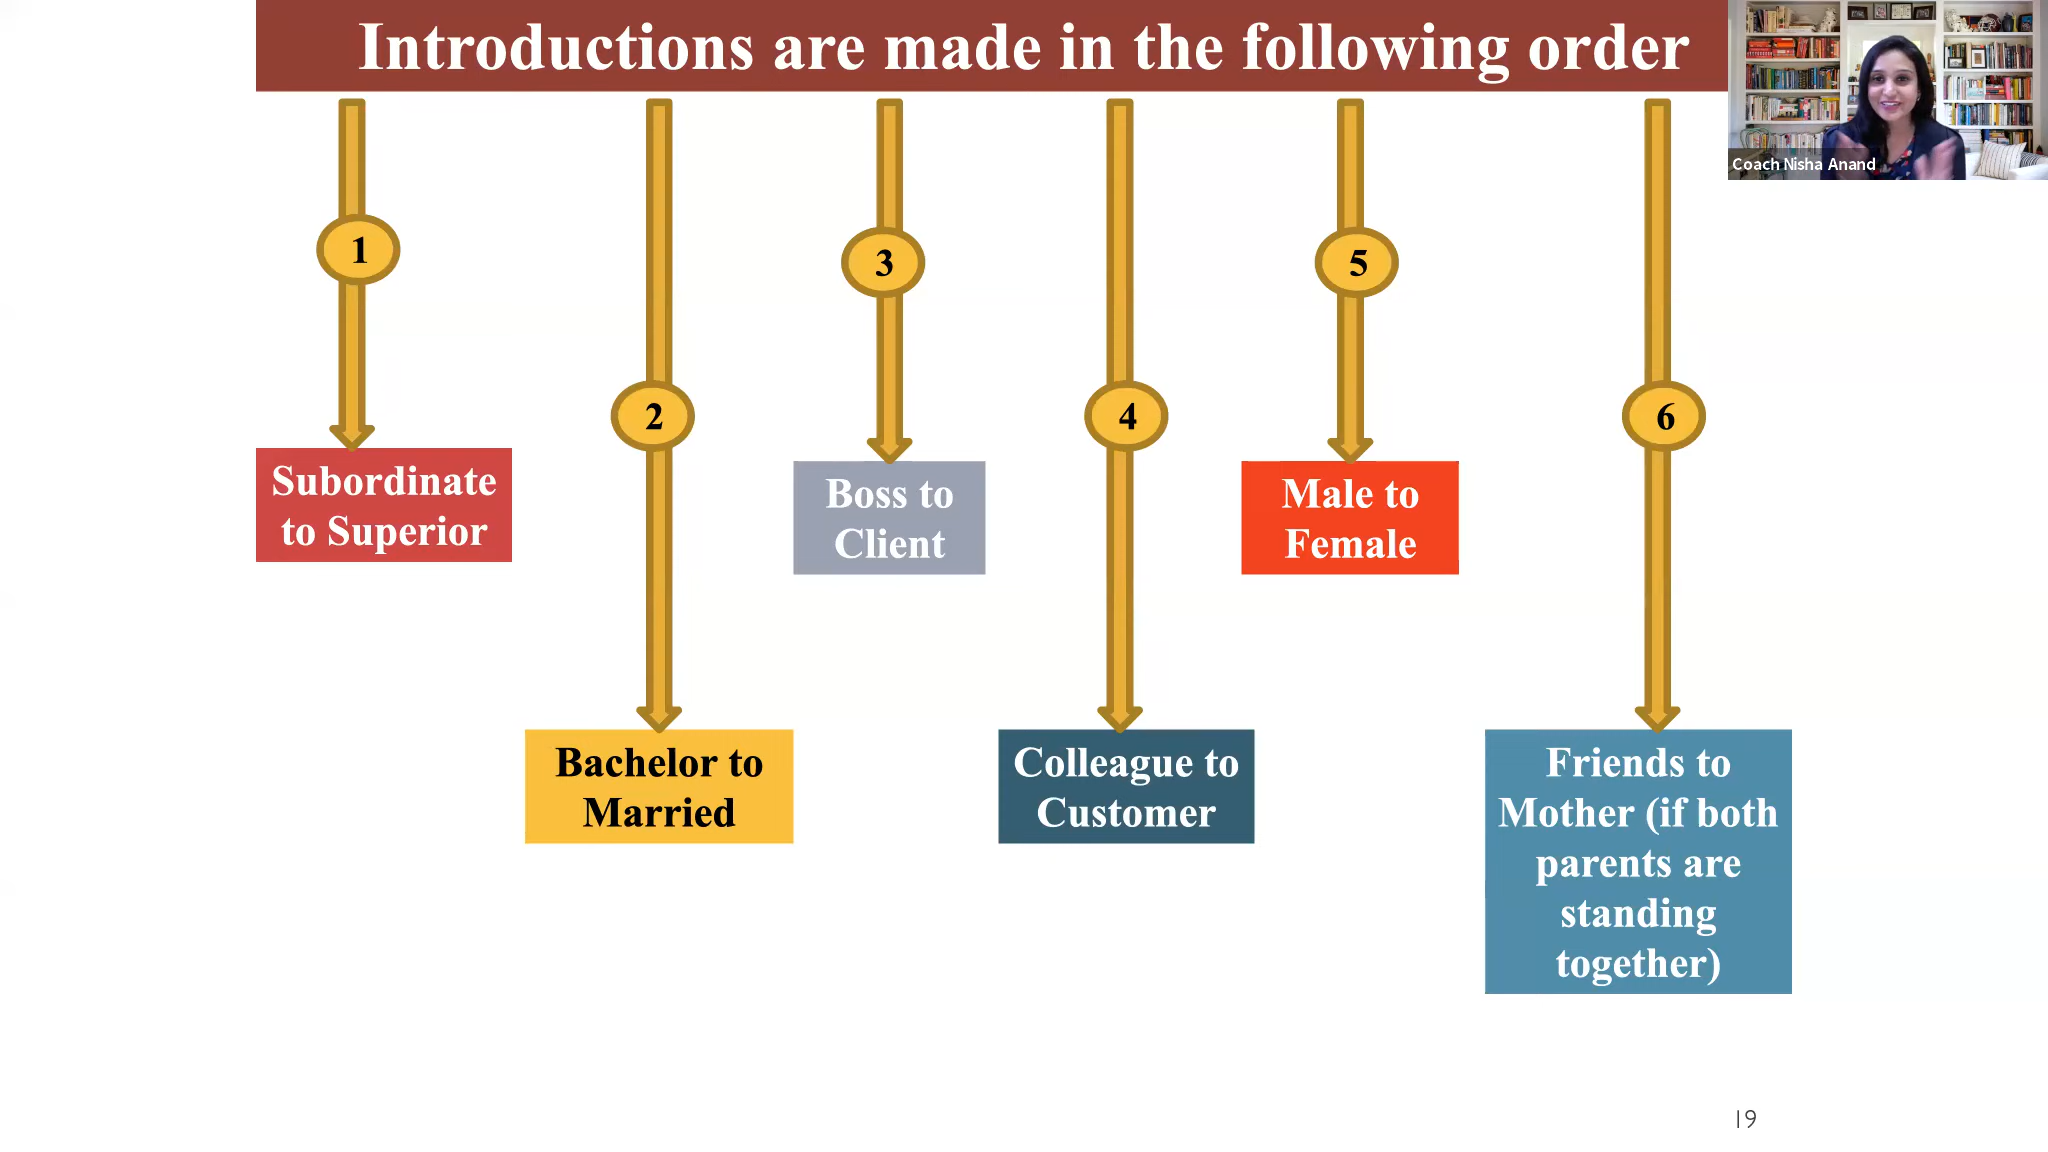 Introductions are made in the following order
Coach Nisha Anand
1
Subordinate
to Superior
2
Bachelor to
Married
3
Boss to
Client
4
Colleague to
Customer
5
Male to
Female
6
Friends to
Mother (if both
parents are
standing
together)
19